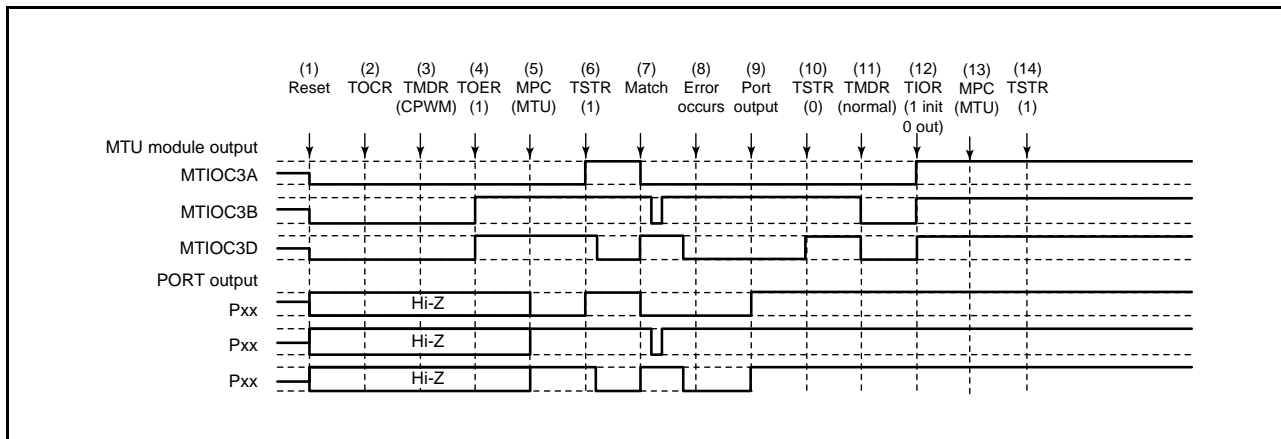 (1) (2) (3) (4) (5) (6) (7) (8) (9) (10) (11) (12) (13) (14)
Reset TOCR TMDR TOER MPC TSTR Match Error Port TSTR TMDR TIOR MPC TSTR
(CPWM) (1) (MTU) (1) occurs output (0) (normal) (1 init (MTU) (1)
0 out)
MTU module output
MTIOC3A
MTIOC3B
MTIOC3D
PORT output
Pxx Hi-Z
Pxx Hi-Z
Pxx Hi-Z